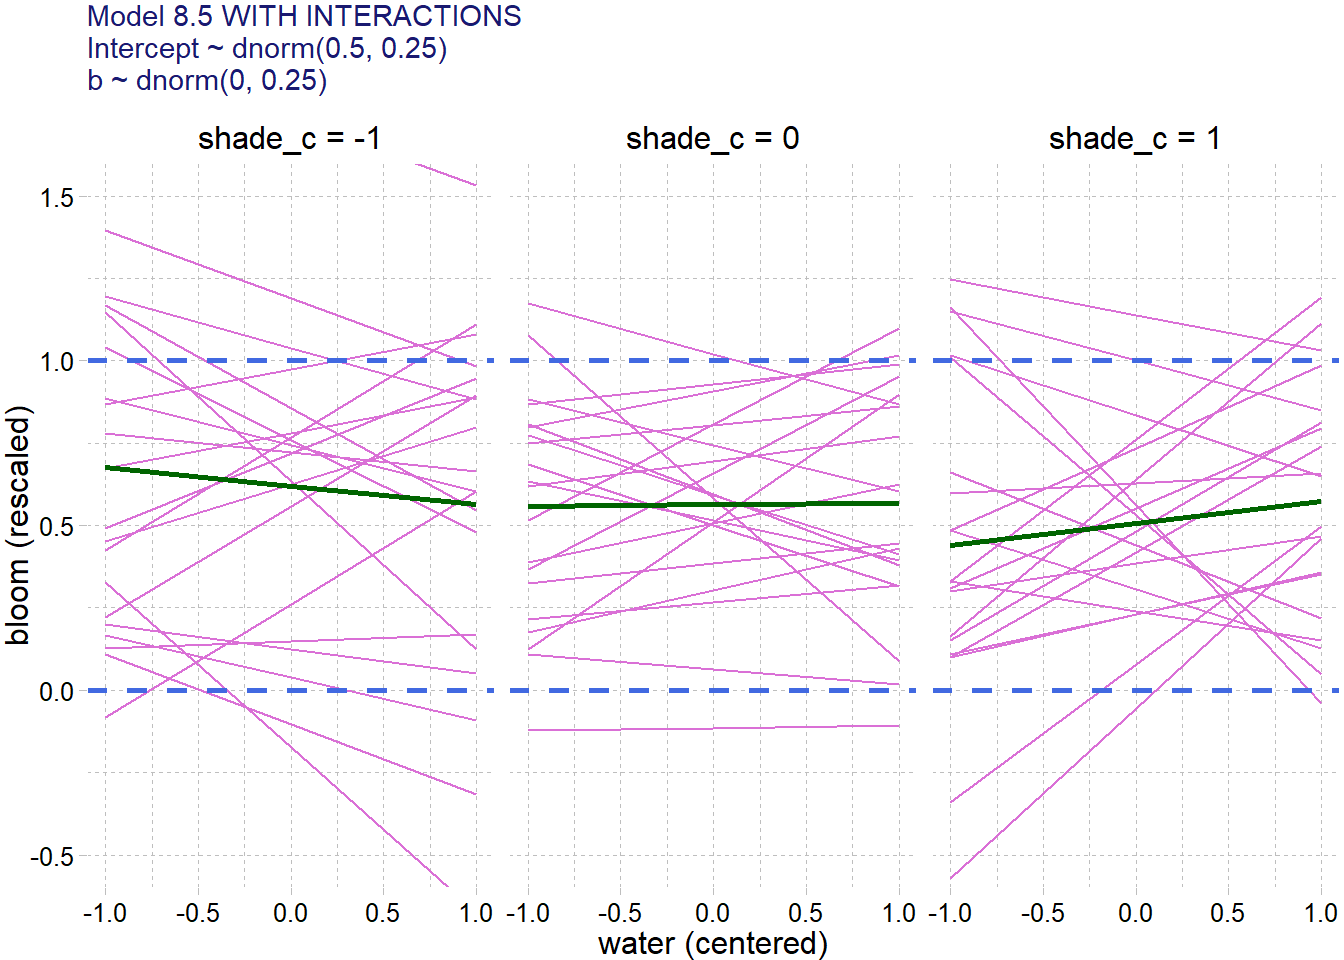 Model 8.5 WITH INTERACTIONS
Intercept ~ dnorm(0.5, 0.25)
b ~ dnorm(0, 0.25)
shade_c = -1
shade_c = 0
shade_c = 1
bloom (rescaled)
1.5
1.0
0.5
0.0
-0.5
-1.0 -0.5 0.0 0.5 1.0
-1.0 -0.5 0.0 0.5 1.0
-1.0 -0.5 0.0 0.5 1.0
water (centered)